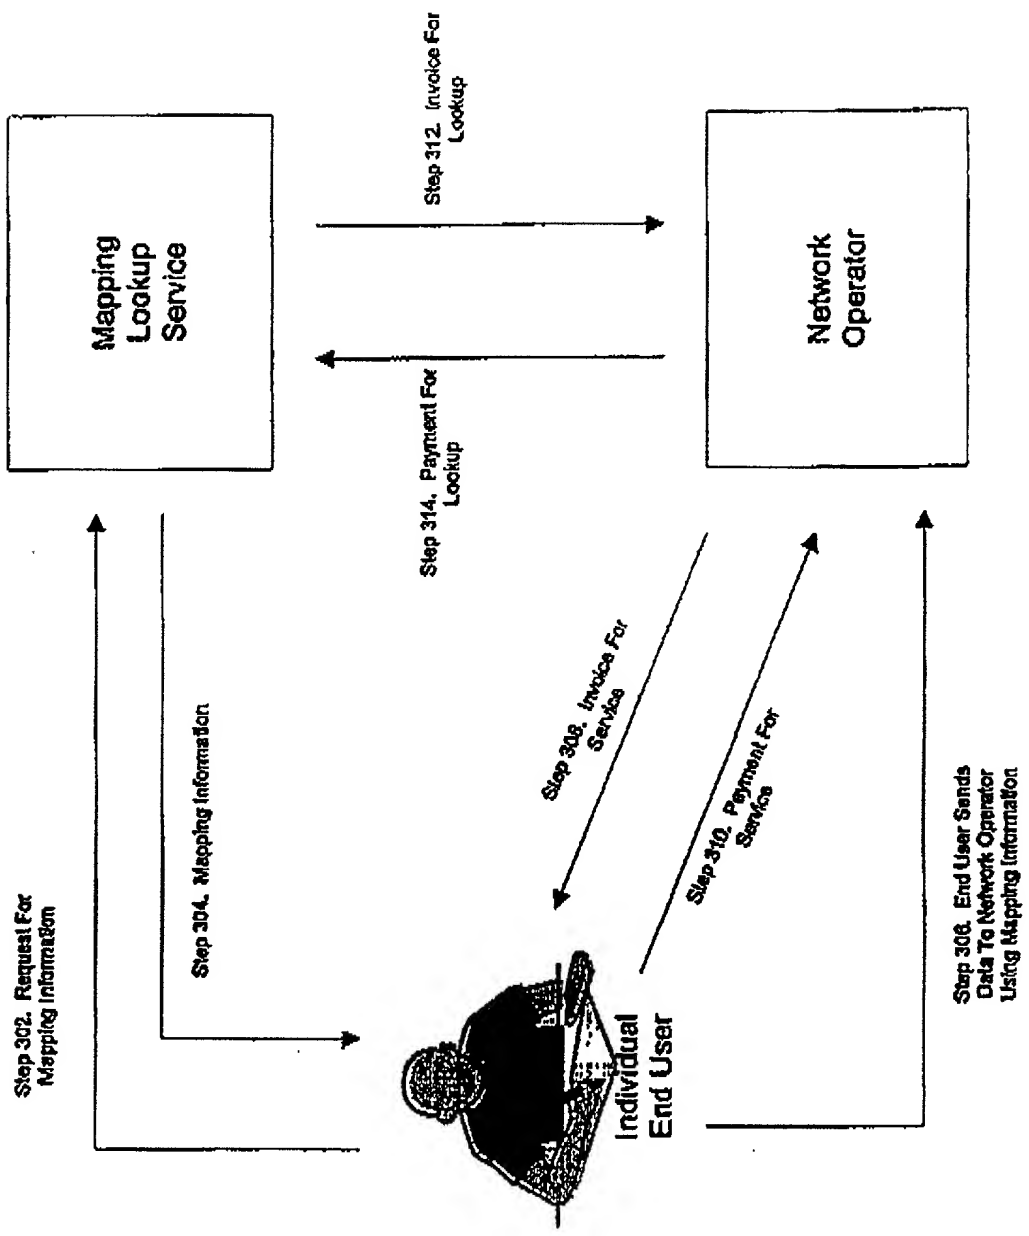 Step 302. Request For
Mapping Information
Mapping
Lookup
Service
Step 304. Mapping Information
Step 312. Invoice For
Lookup
Step 314. Payment For
Lookup
Step 308. Invoice For
Service
Step 310. Payment For
Service
Individual
End User
Network
Operator
Step 306. End User Sends
Data To Network Operator
Using Mapping Information